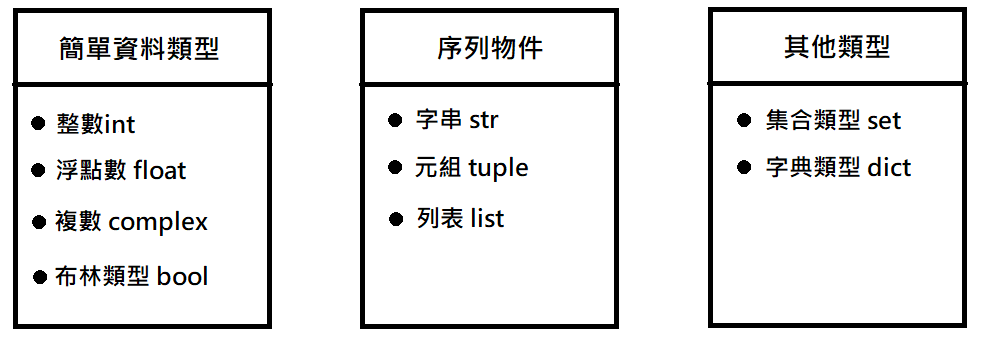 簡單資料類型
整數int
浮點數 float
複數 complex
布林類型 bool
序列物件
字串 str
元組 tuple
列表 list
其他類型
集合類型 set
字典類型 dict